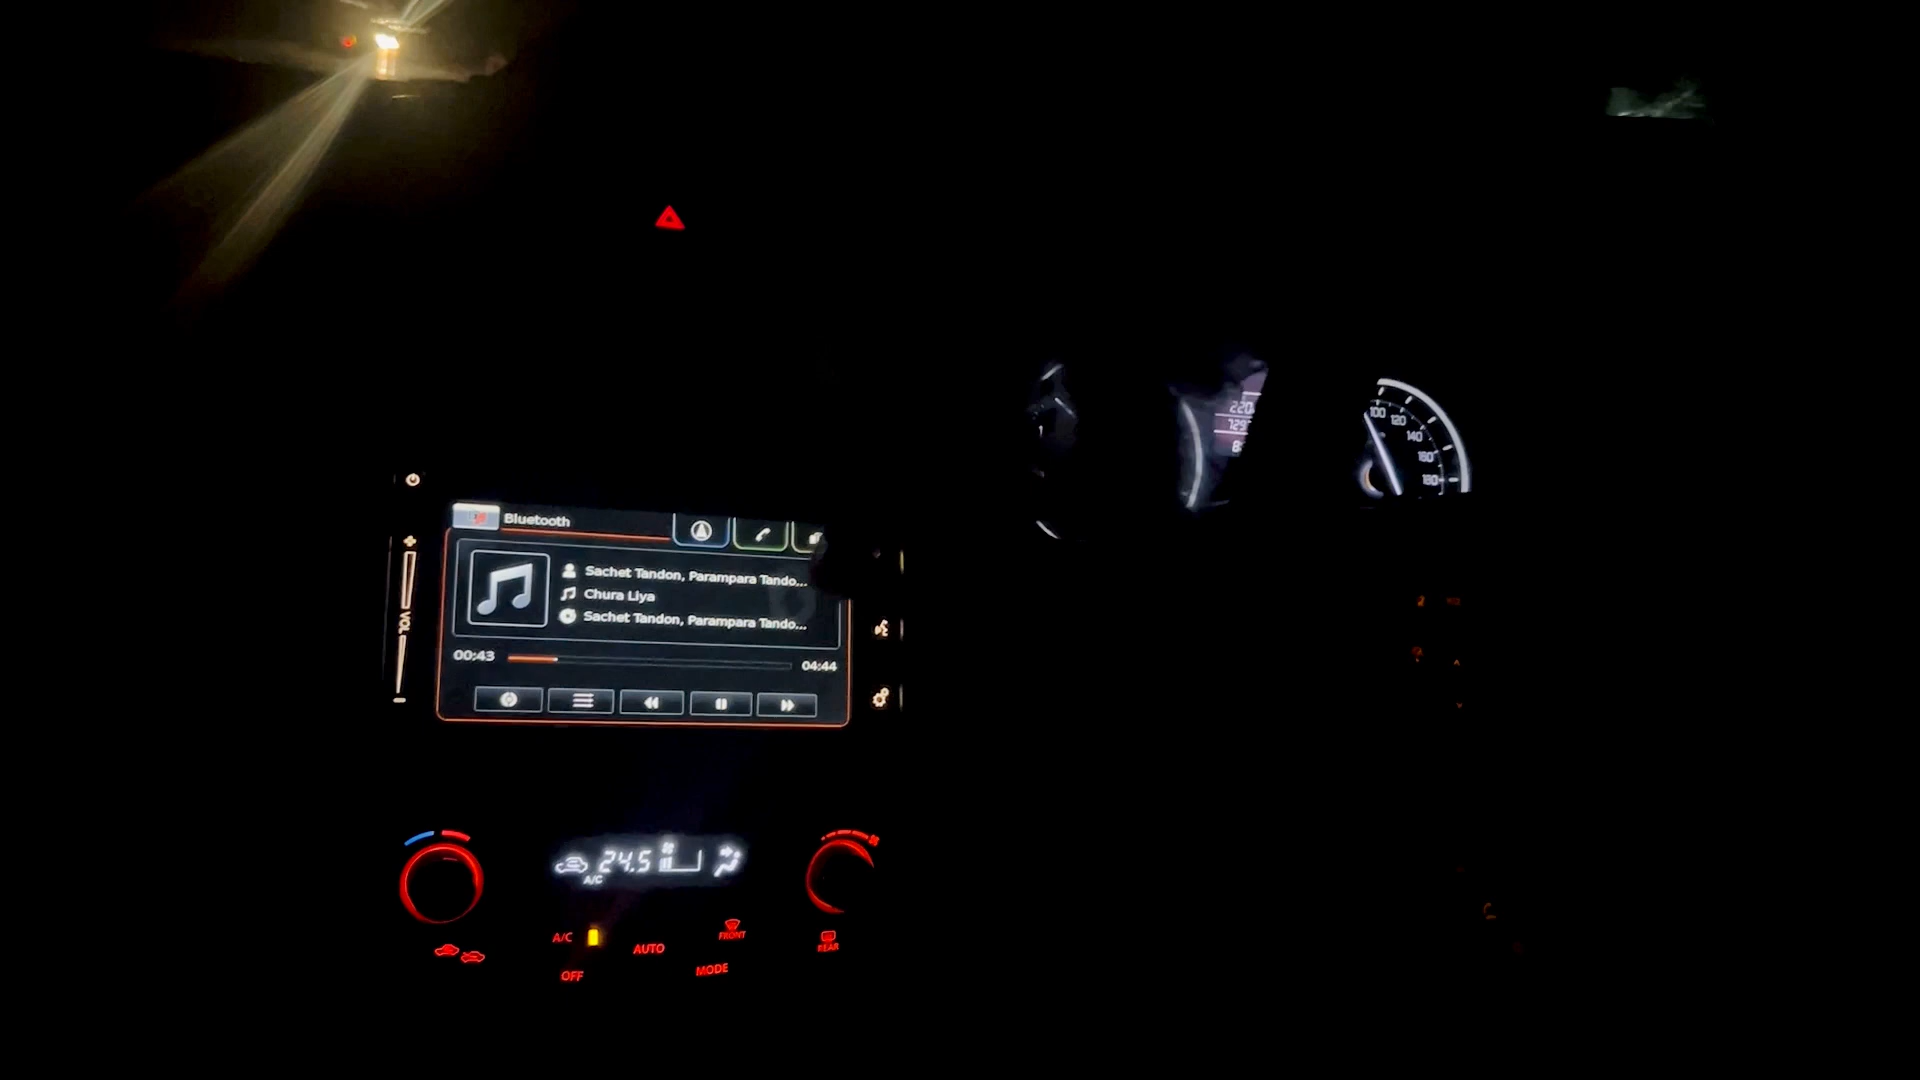 Bluetooth
Sachet Tandon, Parampara Tando...
Chura Liya
Sachet Tandon, Parampara Tando...
00:43
04:44
VOL
100
120
140
160
180
24.5
A/C
A/C
AUTO
FRONT
REAR
OFF
MODE